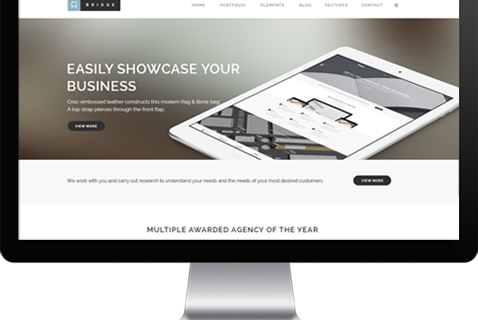 BRIDGE
HOME PORTFOLIO ELEMENTS BLOG FEATURES CONTACT
EASILY SHOWCASE YOUR
BUSINESS
Croc-embossed leather constructs this modern Rag & Bone bag.
A top strap pierces through the front flap.
VIEW MORE
We work with you and carry out research to understand your needs and the needs of your most desired customers.
VIEW MORE
MULTIPLE AWARDED AGENCY OF THE YEAR